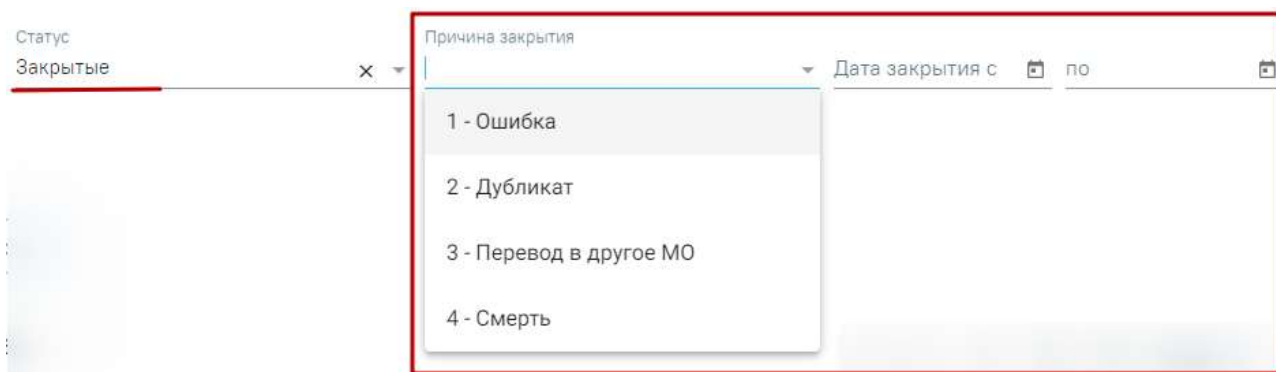 Статус
Причина закрытия
Закрытые
Дата закрытия с
по
1 - Ошибка
2 - Дубликат
3 - Перевод в другое МО
4 - Смерть